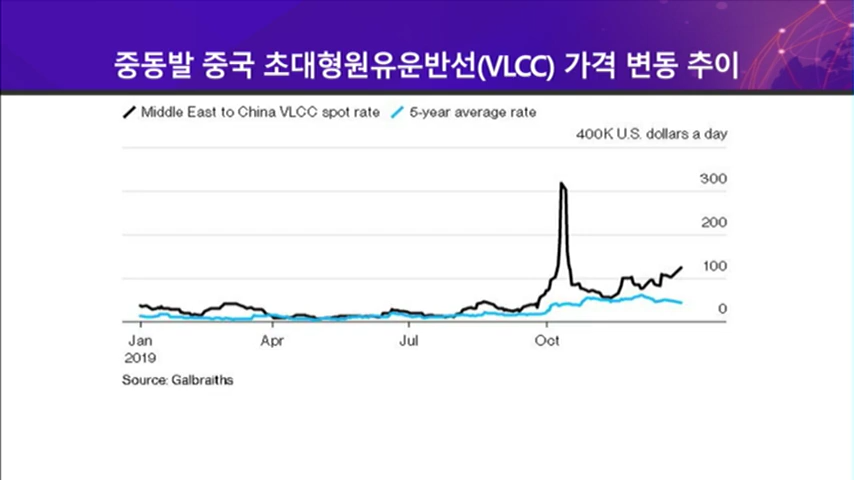 중동발 중국 초대형원유운반선(VLCC) 가격 변동 추이
Middle East to China VLCC spot rate 5-year average rate
400K U.S. dollars a day
300
200
100
0
Jan Apr Jul Oct
2019
Source: Galbraiths